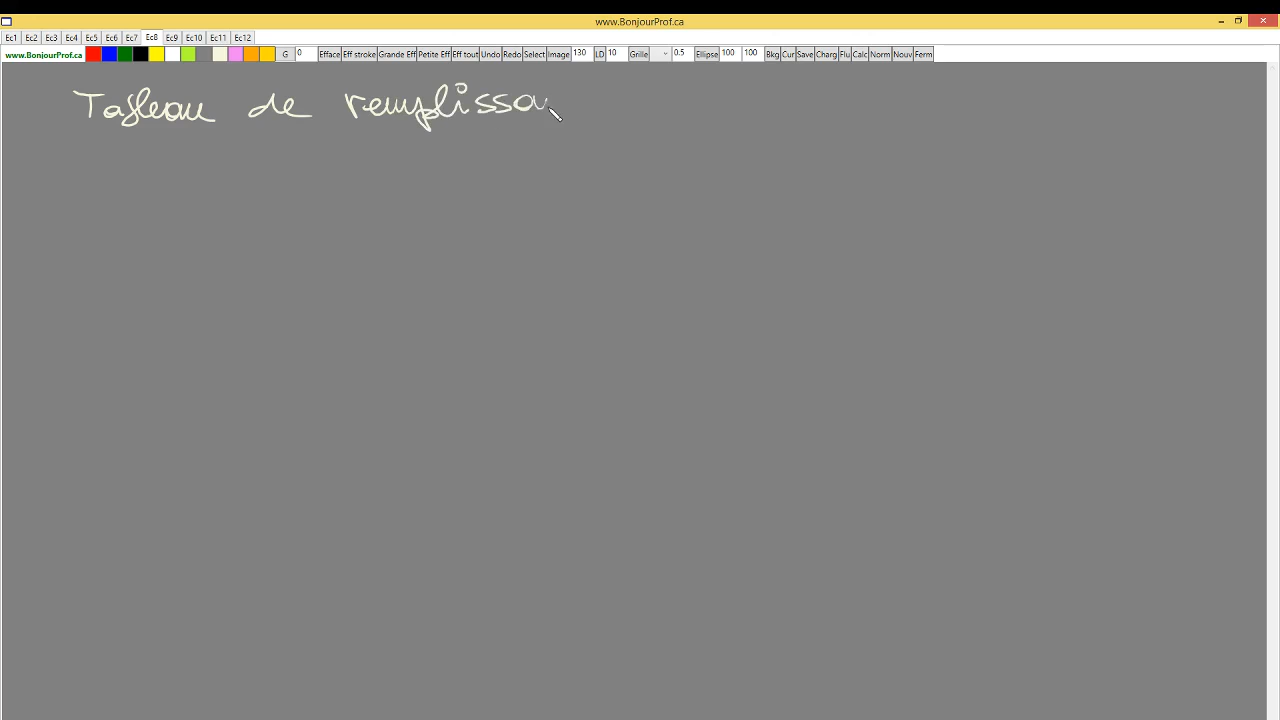 www.BonjourProf.ca
Ec1 Ec2 Ec3 Ec4 Ec5 Ec6 Ec7 Ec8 Ec9 Ec10 Ec11 Ec12
www.BonjourProf.ca G 0 Efface Eff stroke Grande Eff Petite Eff Eff tout Undo Redo Select Image 130 LD 10 Grille 0.5 Ellipse 100 100 Bkg Cur Save Charg Flu Calc Norm Nouv Ferm
Tableau de remplissa